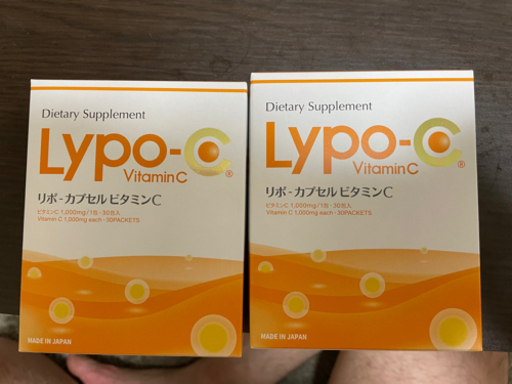 Dietary Supplement
Lypo-C®
Vitamin C
リポ-カプセル ビタミンC
ビタミンC 1,000mg/1包・30包入
Vitamin C 1,000mg each・30PACKETS
MADE IN JAPAN
Dietary Supplement
Lypo-C®
Vitamin C
リポ-カプセル ビタミンC
ビタミンC 1,000mg/1包・30包入
Vitamin C 1,000mg each・30PACKETS
MADE IN JAPAN